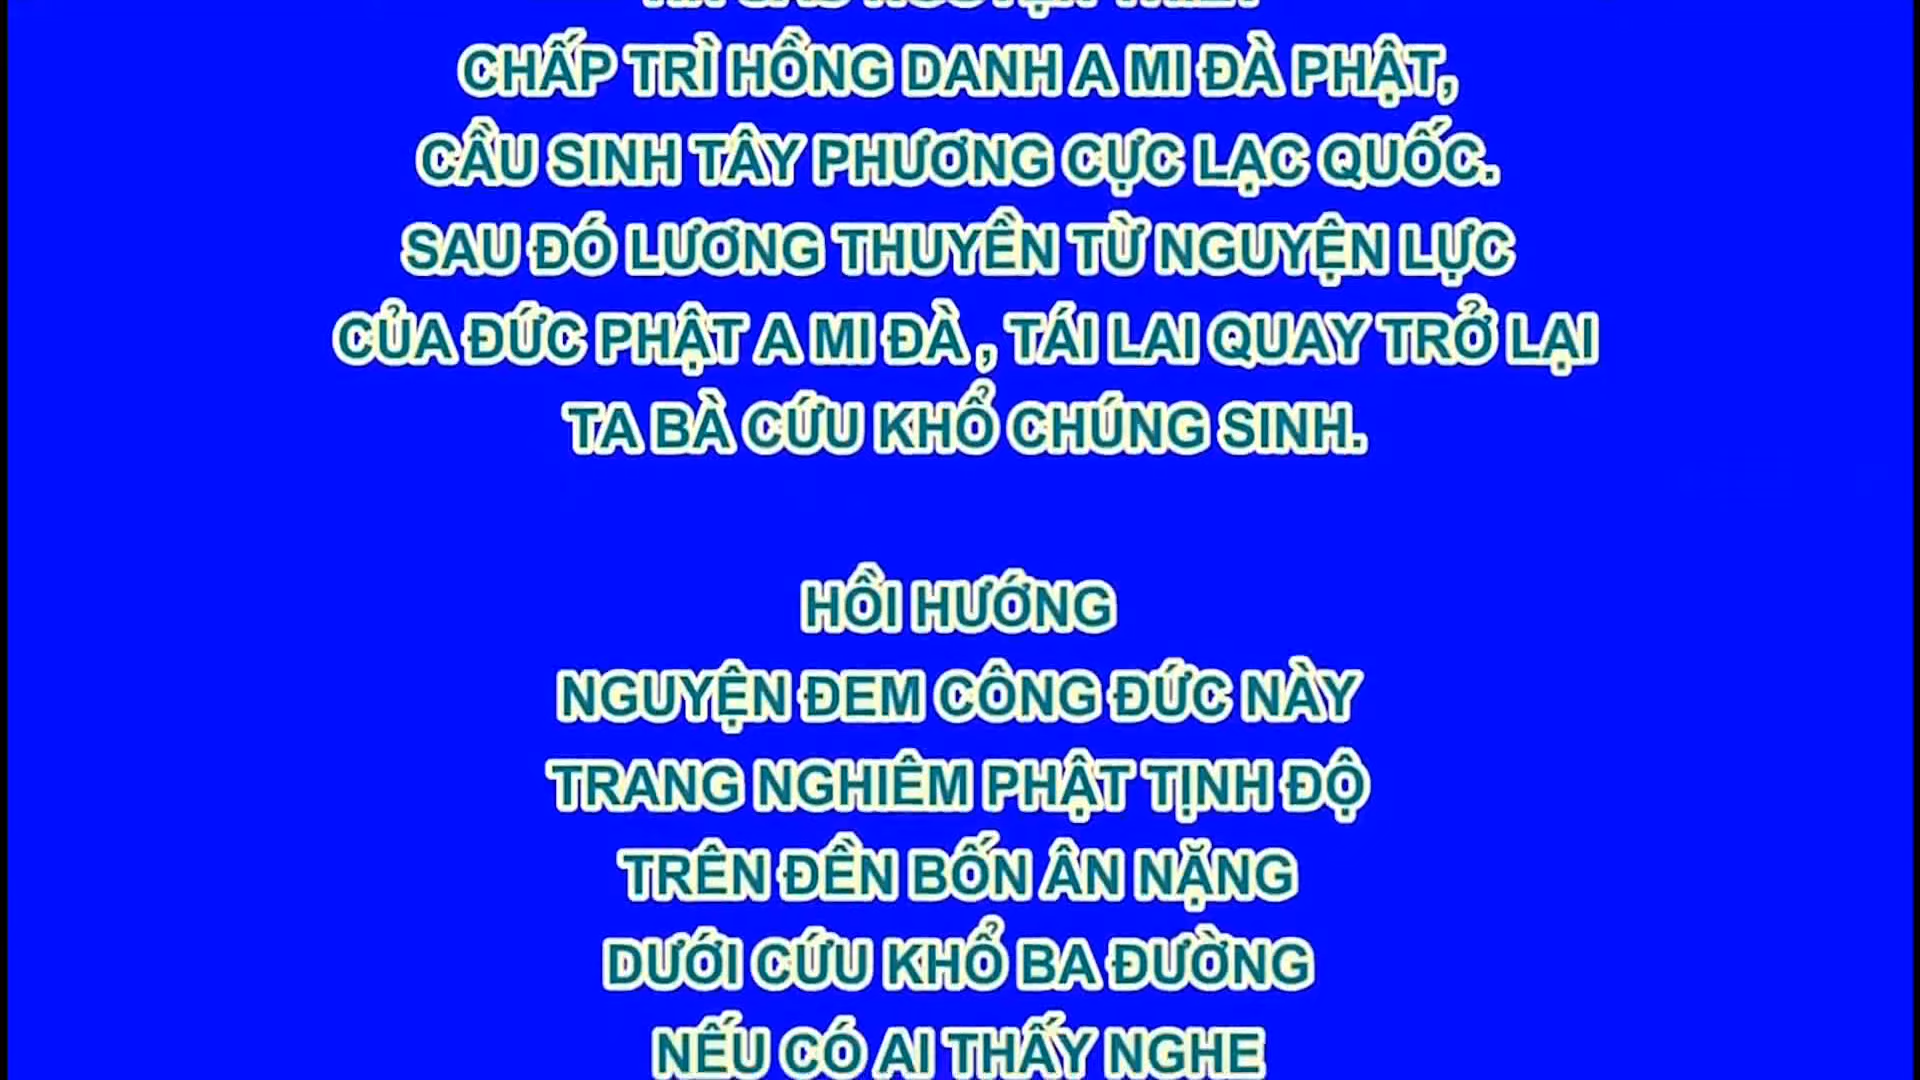 CHẤP TRÌ HỒNG DANH A MI ĐÀ PHẬT,
CẦU SINH TÂY PHƯƠNG CỰC LẠC QUỐC.
SAU ĐÓ LƯƠNG THUYỀN TỪ NGUYỆN LỰC
CỦA ĐỨC PHẬT A MI ĐÀ , TÁI LAI QUAY TRỞ LẠI
TA BÀ CỨU KHỔ CHÚNG SINH.
HỒI HƯỚNG
NGUYỆN ĐEM CÔNG ĐỨC NÀY
TRANG NGHIÊM PHẬT TỊNH ĐỘ
TRÊN ĐỀN BỐN ÂN NẶNG
DƯỚI CỨU KHỔ BA ĐƯỜNG
NẾU CÓ AI THẤY NGHE